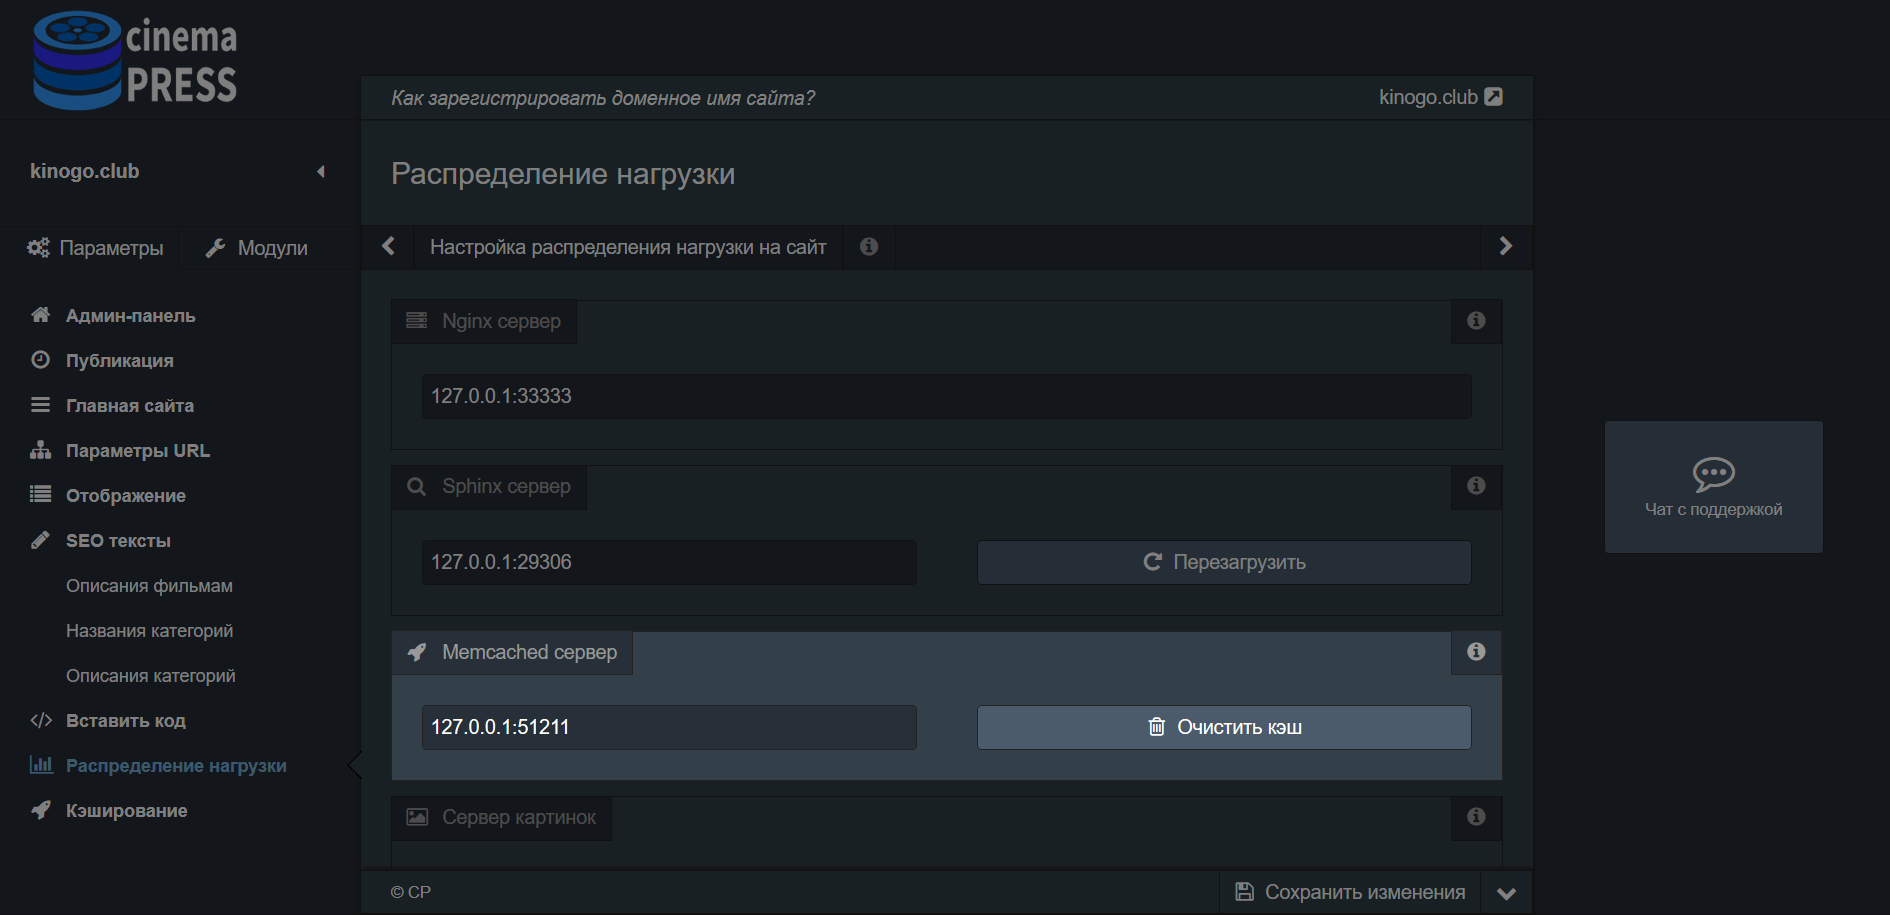 cinema
PRESS
Как зарегистрировать доменное имя сайта?
kinogo.club
kinogo.club
Распределение нагрузки
Параметры
Модули
Настройка распределения нагрузки на сайт
Админ-панель
Публикация
Главная сайта
Параметры URL
Отображение
SEO тексты
Описания фильмам
Названия категорий
Описания категорий
Вставить код
Распределение нагрузки
Кэширование
Nginx сервер
127.0.0.1:33333
Sphinx сервер
127.0.0.1:29306
Перезагрузить
Memcached сервер
127.0.0.1:51211
Очистить кэш
Сервер картинок
Чат с поддержкой
© CP
Сохранить изменения